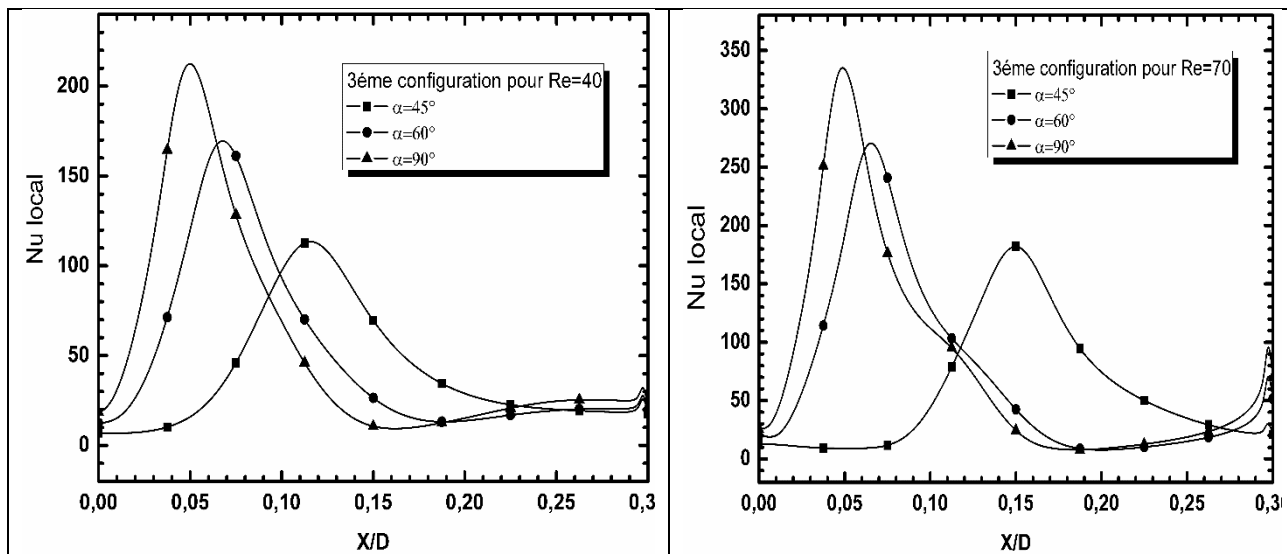 3éme configuration pour Re=40
α=45°
α=60°
α=90°
Nu local
200
150
100
50
0
0,00 0,05 0,10 0,15 0,20 0,25 0,3
X/D
3éme configuration pour Re=70
α=45°
α=60°
α=90°
Nu local
350
300
250
200
150
100
50
0
0,00 0,05 0,10 0,15 0,20 0,25 0,30
X/D